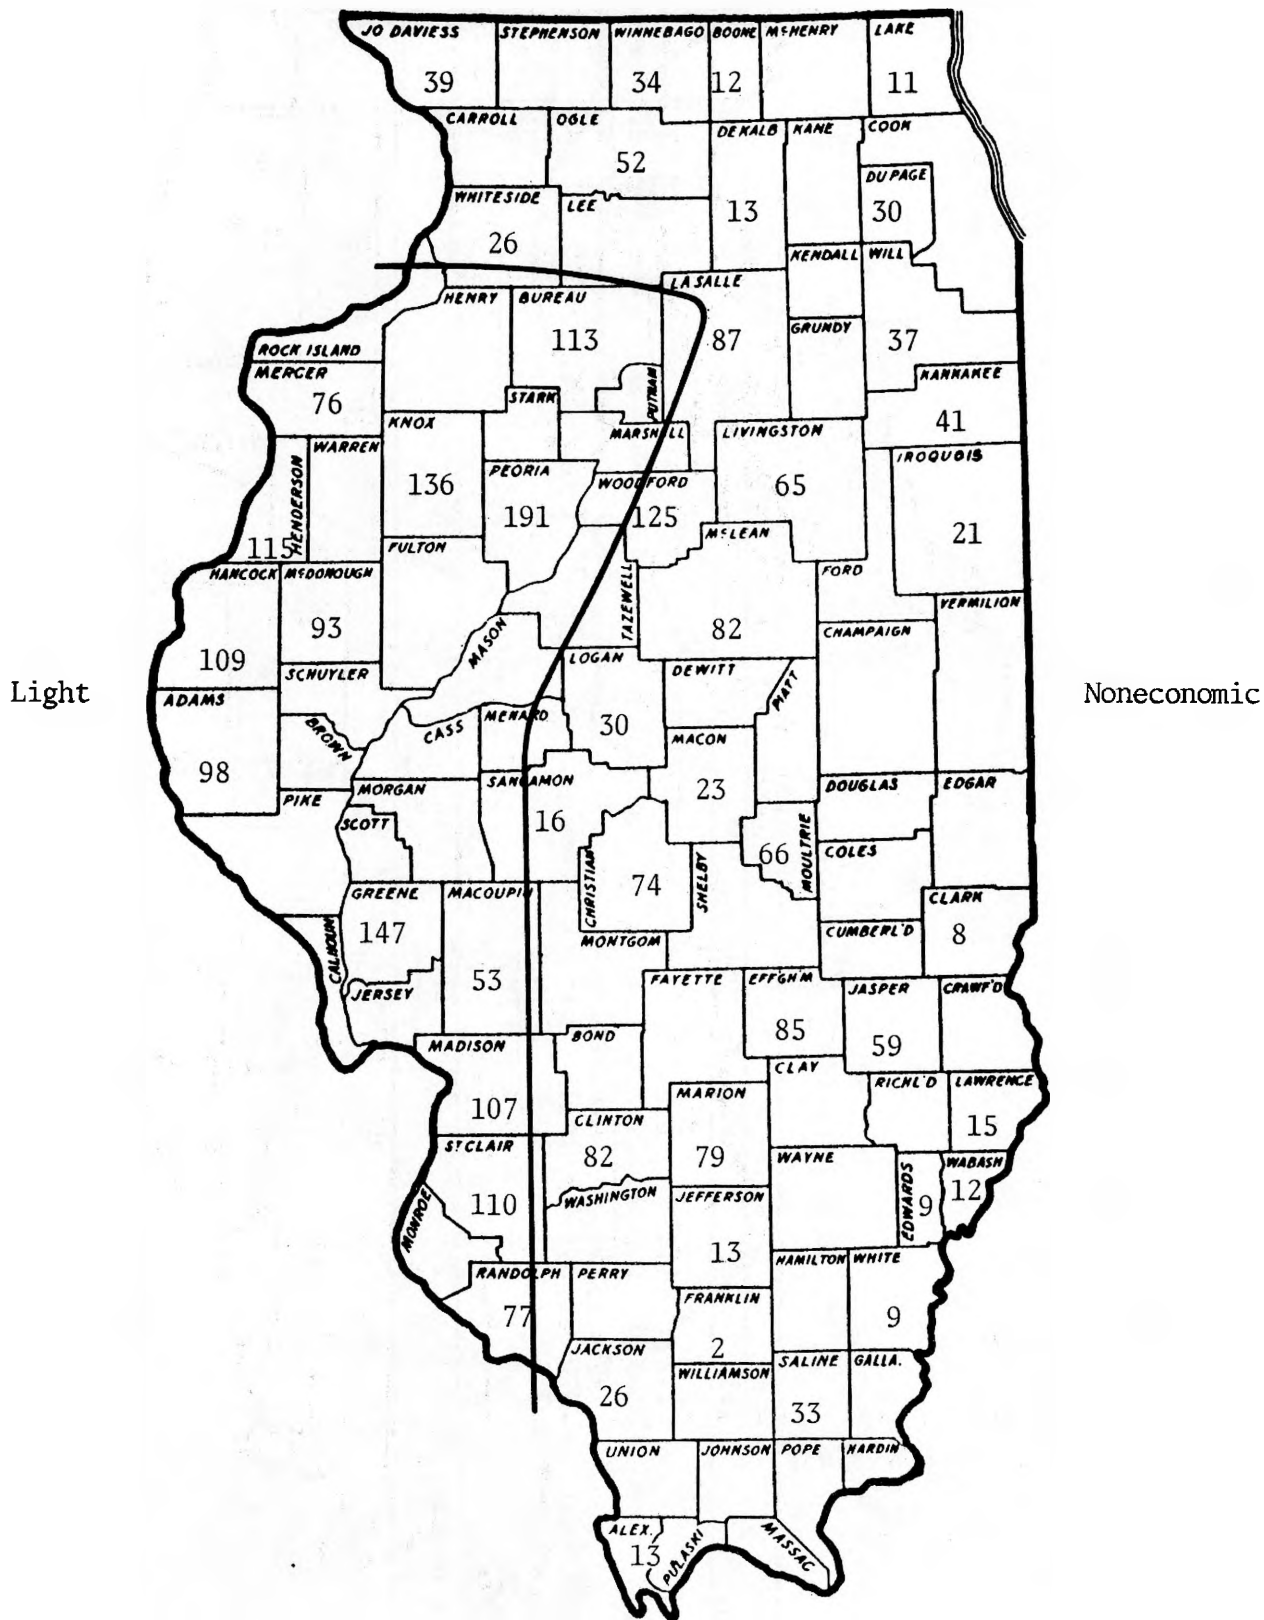 JO DAVIESS STEPHENSON WINNEBAGO BOONE McHENRY LAKE
39 34 12 11
CARROLL OGLE DEKALB KANE COOK
52
DU PAGE
WHITESIDE LEE 13 30
26
KENDALL WILL
LA SALLE
HENRY BUREAU
113 87 GRUNDY 37
ROCK ISLAND
MERCER KANKAKEE
76 STARK PUTNAM
KNOX MARSHALL LIVINGSTON 41
WARREN IROQUOIS
HENDERSON PEORIA WOODFORD
136 65
191 125
McLEAN 21
115 FULTON
HANCOCK McDONOUGH FORD
TAZEWELL VERMILION
93 MASON 82 CHAMPAIGN
109 LOGAN
SCHUYLER DEWITT PIATT
Light ADAMS Noneconomic
BROWN CASS MENARD 30
MACON
98 SANGAMON
PIKE MORGAN 23 DOUGLAS EDGAR
SCOTT 16
66 MOULTRIE COLES
CHRISTIAN 74 SHELBY
GREENE MACOUPIN CLARK
147 CUMBERL'D 8
CALHOUN MONTGOM
53 FAYETTE EFF'GH'M JASPER CRAWF'D
JERSEY
85 59
MADISON BOND
CLAY
RICHL'D LAWRENCE
107 MARION
CLINTON 15
ST CLAIR 82 79 WAYNE WABASH
110 WASHINGTON JEFFERSON EDWARDS 9 12
MONROE
13
RANDOLPH PERRY HAMILTON WHITE
77 FRANKLIN 9
JACKSON 2 SALINE GALLA.
WILLIAMSON
26 33
UNION JOHNSON POPE HARDIN
ALEX. PULASKI MASSAC
13